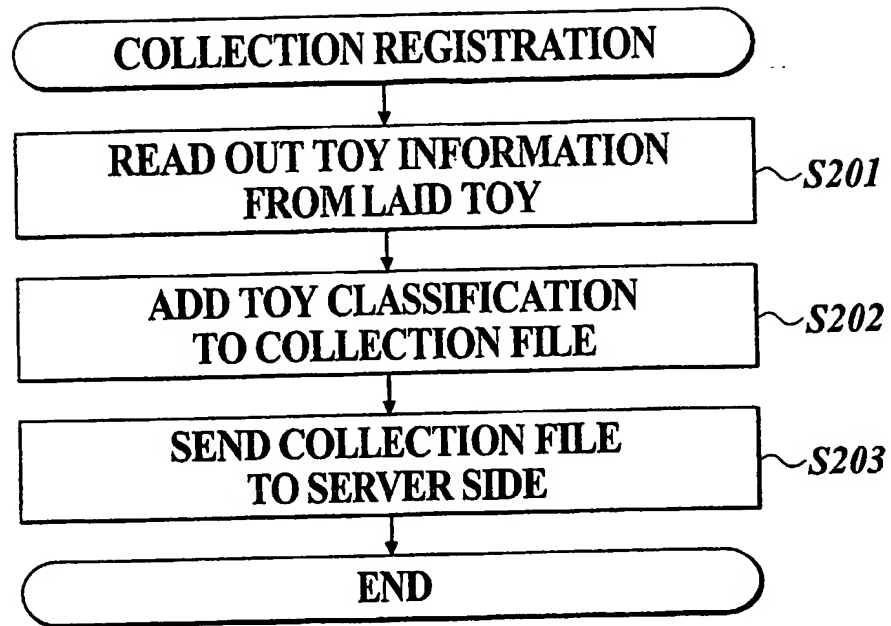 COLLECTION REGISTRATION
READ OUT TOY INFORMATION
FROM LAID TOY
S201
ADD TOY CLASSIFICATION
TO COLLECTION FILE
S202
SEND COLLECTION FILE
TO SERVER SIDE
S203
END